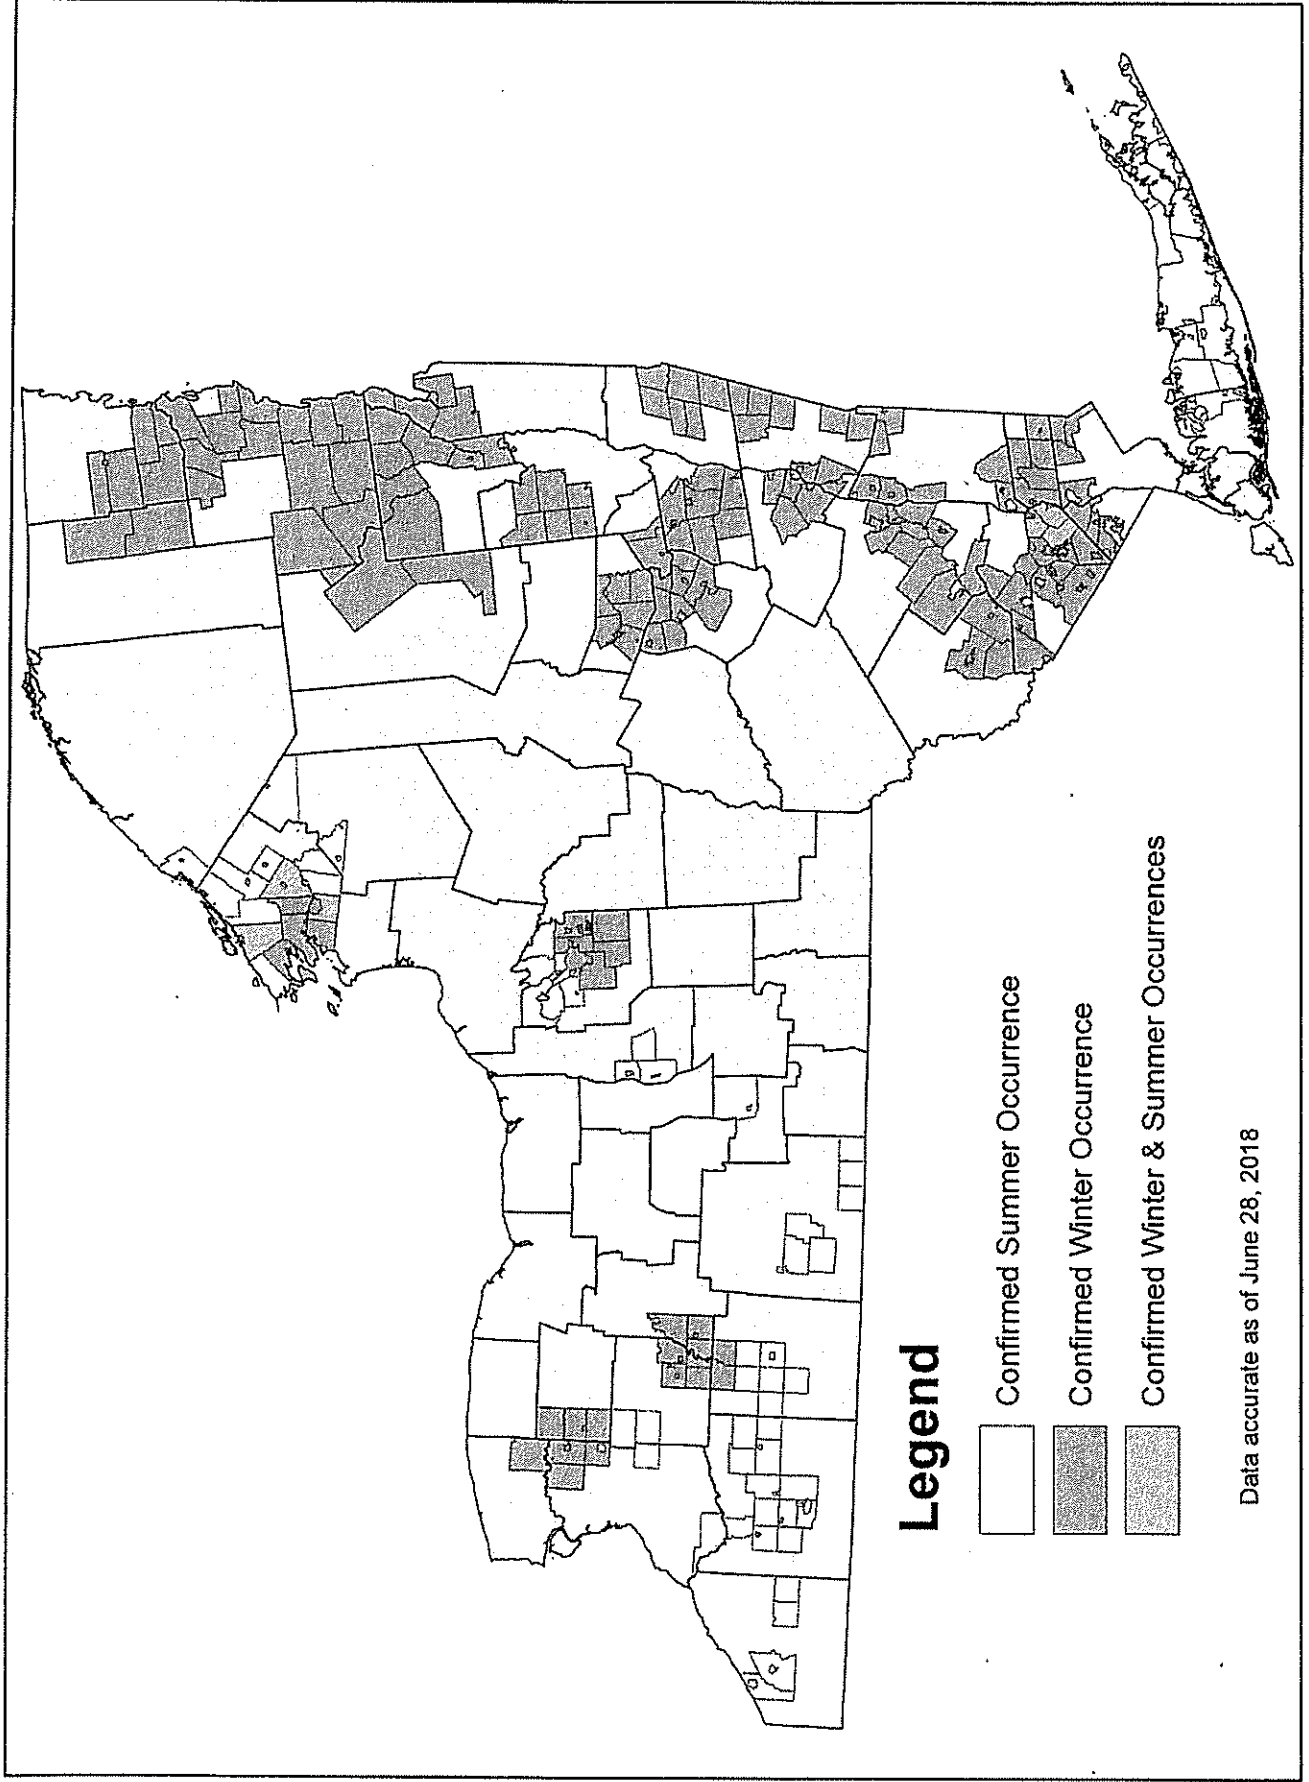 Legend
Confirmed Summer Occurrence
Confirmed Winter Occurrence
Confirmed Winter & Summer Occurrences
Data accurate as of June 28, 2018